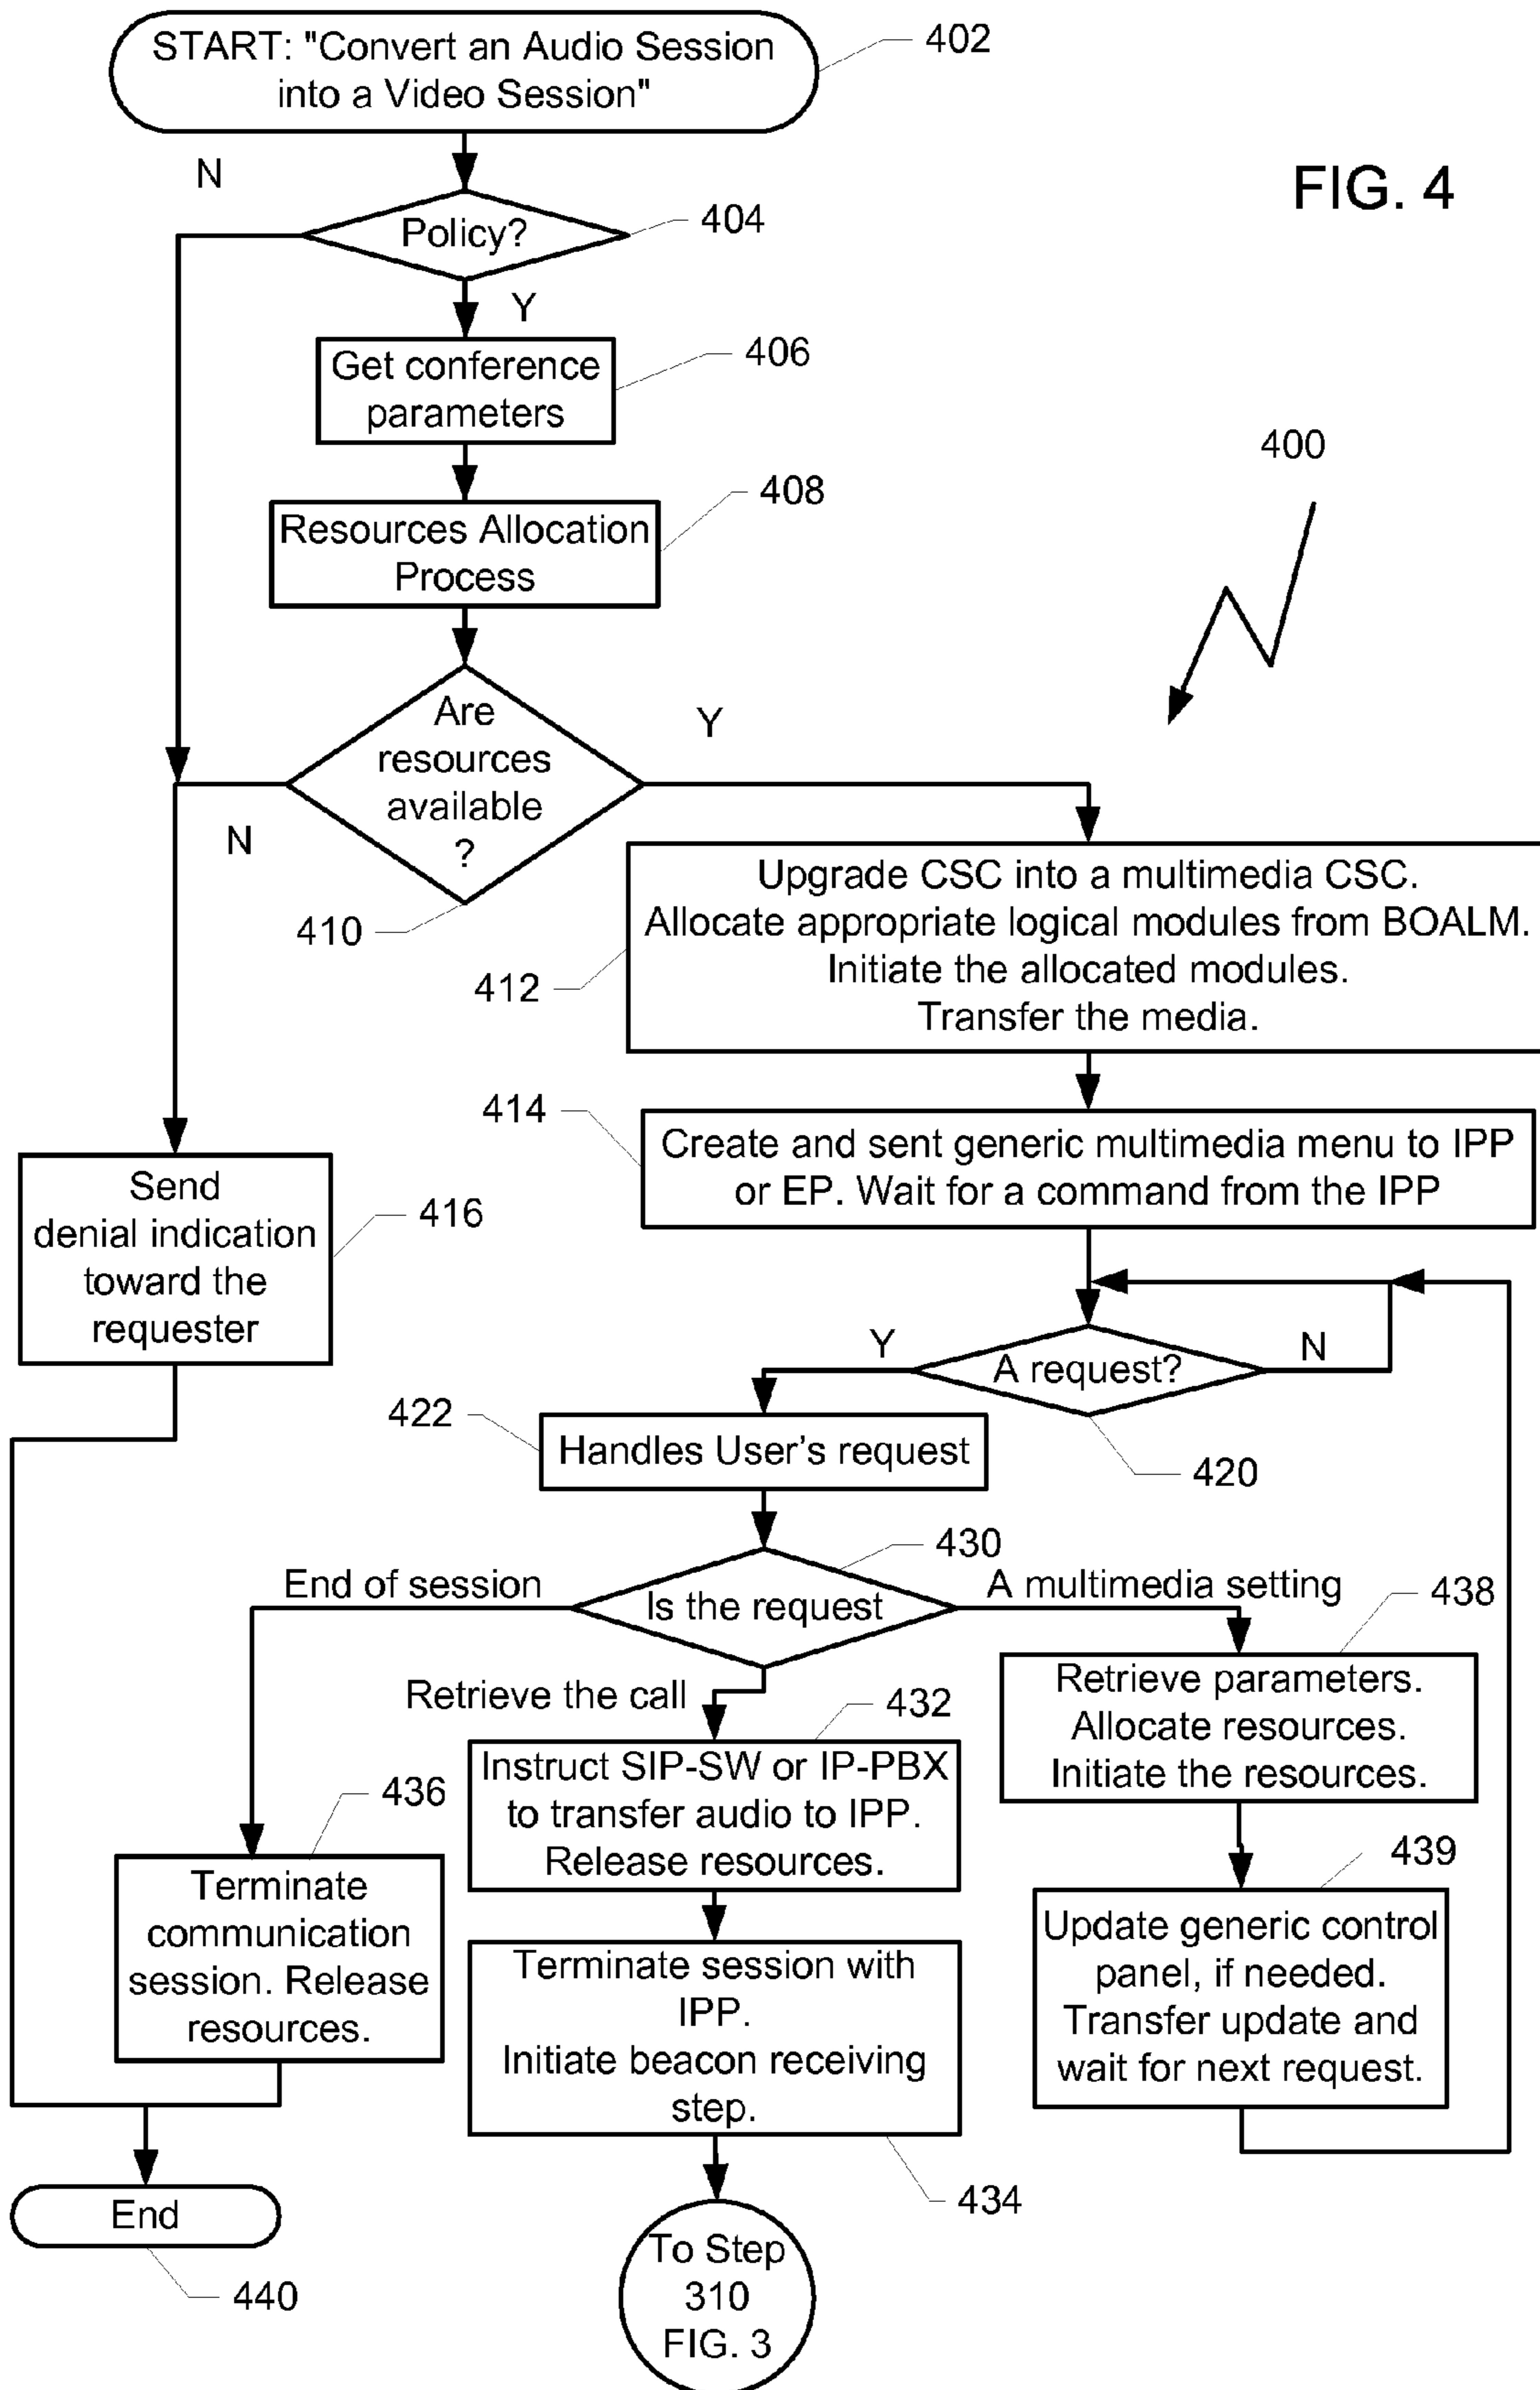 START: "Convert an Audio Session
into a Video Session"
402
FIG. 4
N
Policy?
404
Y
Get conference
parameters
406
400
Resources Allocation
Process
408
Are
resources
available
?
Y
N
410
Upgrade CSC into a multimedia CSC.
Allocate appropriate logical modules from BOALM.
Initiate the allocated modules.
Transfer the media.
412
414
Create and sent generic multimedia menu to IPP
or EP. Wait for a command from the IPP
Send
denial indication
toward the
requester
416
Y
A request?
N
420
422
Handles User's request
430
End of session
Is the request
A multimedia setting
438
Retrieve the call
432
Retrieve parameters.
Allocate resources.
Initiate the resources.
Instruct SIP-SW or IP-PBX
to transfer audio to IPP.
Release resources.
436
439
Terminate
communication
session. Release
resources.
Update generic control
panel, if needed.
Transfer update and
wait for next request.
Terminate session with
IPP.
Initiate beacon receiving
step.
434
End
440
To Step
310
FIG. 3